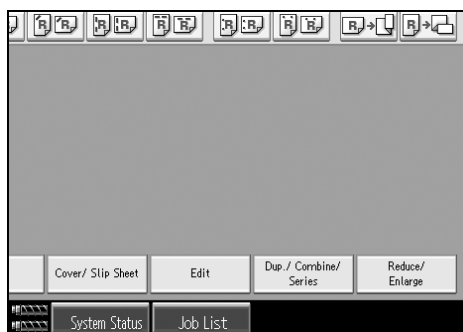 R R
R R
R R
R R
R R
R R
Cover/ Slip Sheet
Edit
Dup./ Combine/
Series
Reduce/
Enlarge
System Status
Job List